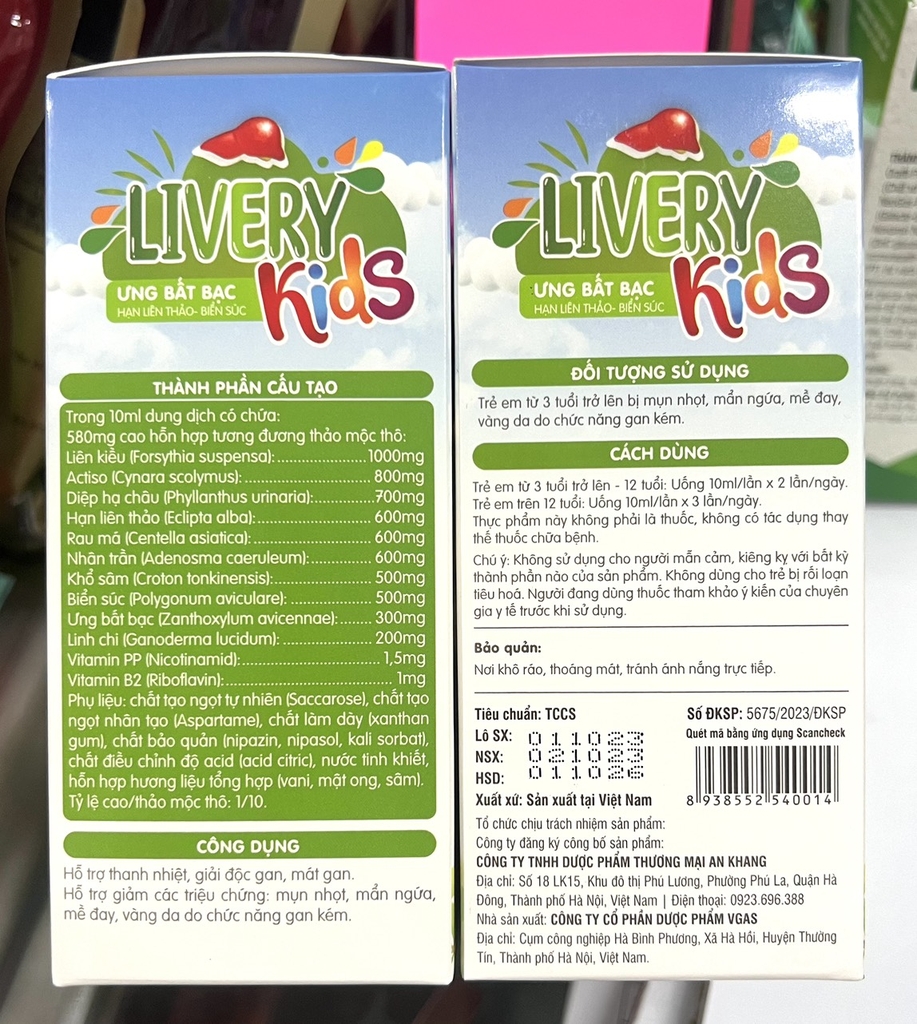 LIVERY
Kids
ƯNG BẤT BẠC
HẠN LIÊN THẢO- BIỂN SÚC
THÀNH PHẦN CẤU TẠO
Trong 10ml dung dịch có chứa:
580mg cao hỗn hợp tương đương thảo mộc thô:
Liên kiều (Forsythia suspensa):......................1000mg
Actiso (Cynara scolymus):...............................800mg
Diệp hạ châu (Phyllanthus urinaria):..............700mg
Hạn liên thảo (Eclipta alba):............................600mg
Rau má (Centella asiatica):.............................600mg
Nhân trần (Adenosma caeruleum):................600mg
Khổ sâm (Croton tonkinensis):........................500mg
Biển súc (Polygonum aviculare):....................500mg
Ưng bất bạc (Zanthoxylum avicennae):........300mg
Linh chi (Ganoderma lucidum):.......................200mg
Vitamin PP (Nicotinamid):..................................1,5mg
Vitamin B2 (Riboflavin):.........................................1mg
Phụ liệu: chất tạo ngọt tự nhiên (Saccarose), chất tạo
ngọt nhân tạo (Aspartame), chất làm dày (xanthan
gum), chất bảo quản (nipazin, nipasol, kali sorbat),
chất điều chỉnh độ acid (acid citric), nước tinh khiết,
hỗn hợp hương liệu tổng hợp (vani, mật ong, sâm).
Tỷ lệ cao/thảo mộc thô: 1/10.
CÔNG DỤNG
Hỗ trợ thanh nhiệt, giải độc gan, mát gan.
Hỗ trợ giảm các triệu chứng: mụn nhọt, mẩn ngứa,
mề đay, vàng da do chức năng gan kém.
LIVERY
Kids
ƯNG BẤT BẠC
HẠN LIÊN THẢO- BIỂN SÚC
ĐỐI TƯỢNG SỬ DỤNG
Trẻ em từ 3 tuổi trở lên bị mụn nhọt, mẩn ngứa, mề đay,
vàng da do chức năng gan kém.
CÁCH DÙNG
Trẻ em từ 3 tuổi trở lên - 12 tuổi: Uống 10ml/lần x 2 lần/ngày.
Trẻ em trên 12 tuổi: Uống 10ml/lần x 3 lần/ngày.
Thực phẩm này không phải là thuốc, không có tác dụng thay
thế thuốc chữa bệnh.
Chú ý: Không sử dụng cho người mẫn cảm, kiêng kỵ với bất kỳ
thành phần nào của sản phẩm. Không dùng cho trẻ bị rối loạn
tiêu hoá. Người đang dùng thuốc tham khảo ý kiến của chuyên
gia y tế trước khi sử dụng.
Bảo quản:
Nơi khô ráo, thoáng mát, tránh ánh nắng trực tiếp.
Tiêu chuẩn: TCCS
Số ĐKSP: 5675/2023/ĐKSP
Quét mã bằng ứng dụng Scancheck
Lô SX: 011023
NSX: 021023
HSD: 011026
8 938552 540014
Xuất xứ: Sản xuất tại Việt Nam
Tổ chức chịu trách nhiệm sản phẩm:
Công ty đăng ký công bố sản phẩm:
CÔNG TY TNHH DƯỢC PHẨM THƯƠNG MẠI AN KHANG
Địa chỉ: Số 18 LK15, Khu đô thị Phú Lương, Phường Phú La, Quận Hà
Đông, Thành phố Hà Nội, Việt Nam | Điện thoại: 0923.696.388
Nhà sản xuất: CÔNG TY CỔ PHẦN DƯỢC PHẨM VGAS
Địa chỉ: Cụm công nghiệp Hà Bình Phương, Xã Hà Hồi, Huyện Thường
Tín, Thành phố Hà Nội, Việt Nam.